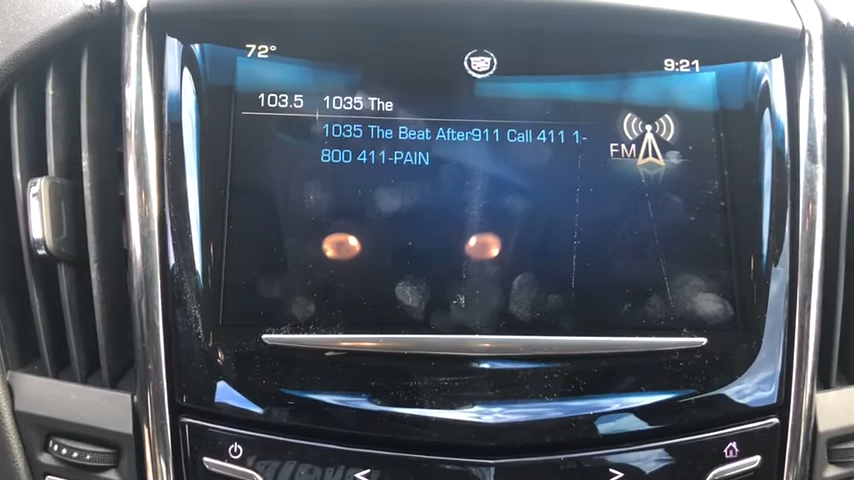 72°
9:21
103.5 1035 The
1035 The Beat After911 Call 411 1-
800 411-PAIN
FM